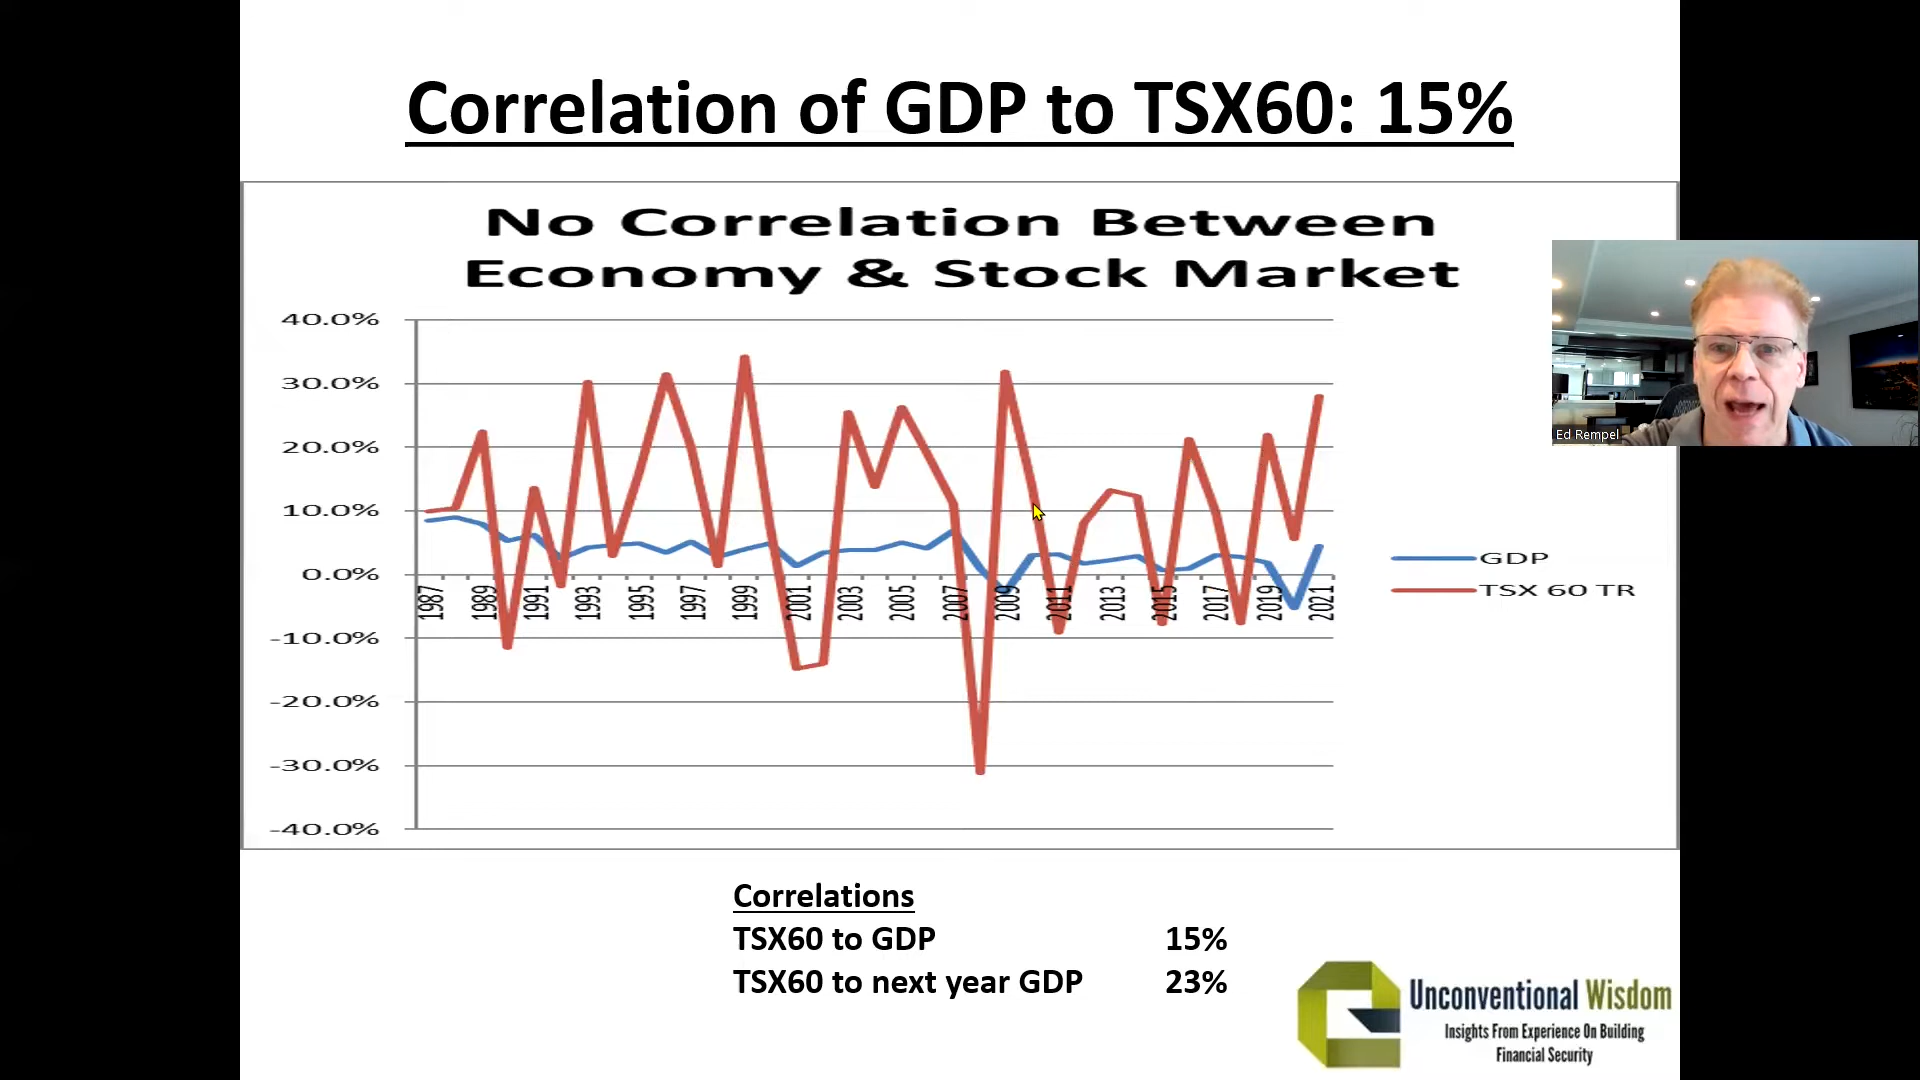 Correlation of GDP to TSX60: 15%
No Correlation Between
Economy & Stock Market
40.0%
30.0%
20.0%
10.0%
0.0%
-10.0%
-20.0%
-30.0%
-40.0%
1987 1989 1991 1993 1995 1997 1999 2001 2003 2005 2007 2009 2011 2013 2015 2017 2019 2021
GDP
TSX 60 TR
Ed Rempel
Correlations
TSX60 to GDP 15%
TSX60 to next year GDP 23%
Unconventional Wisdom
Insights From Experience On Building
Financial Security